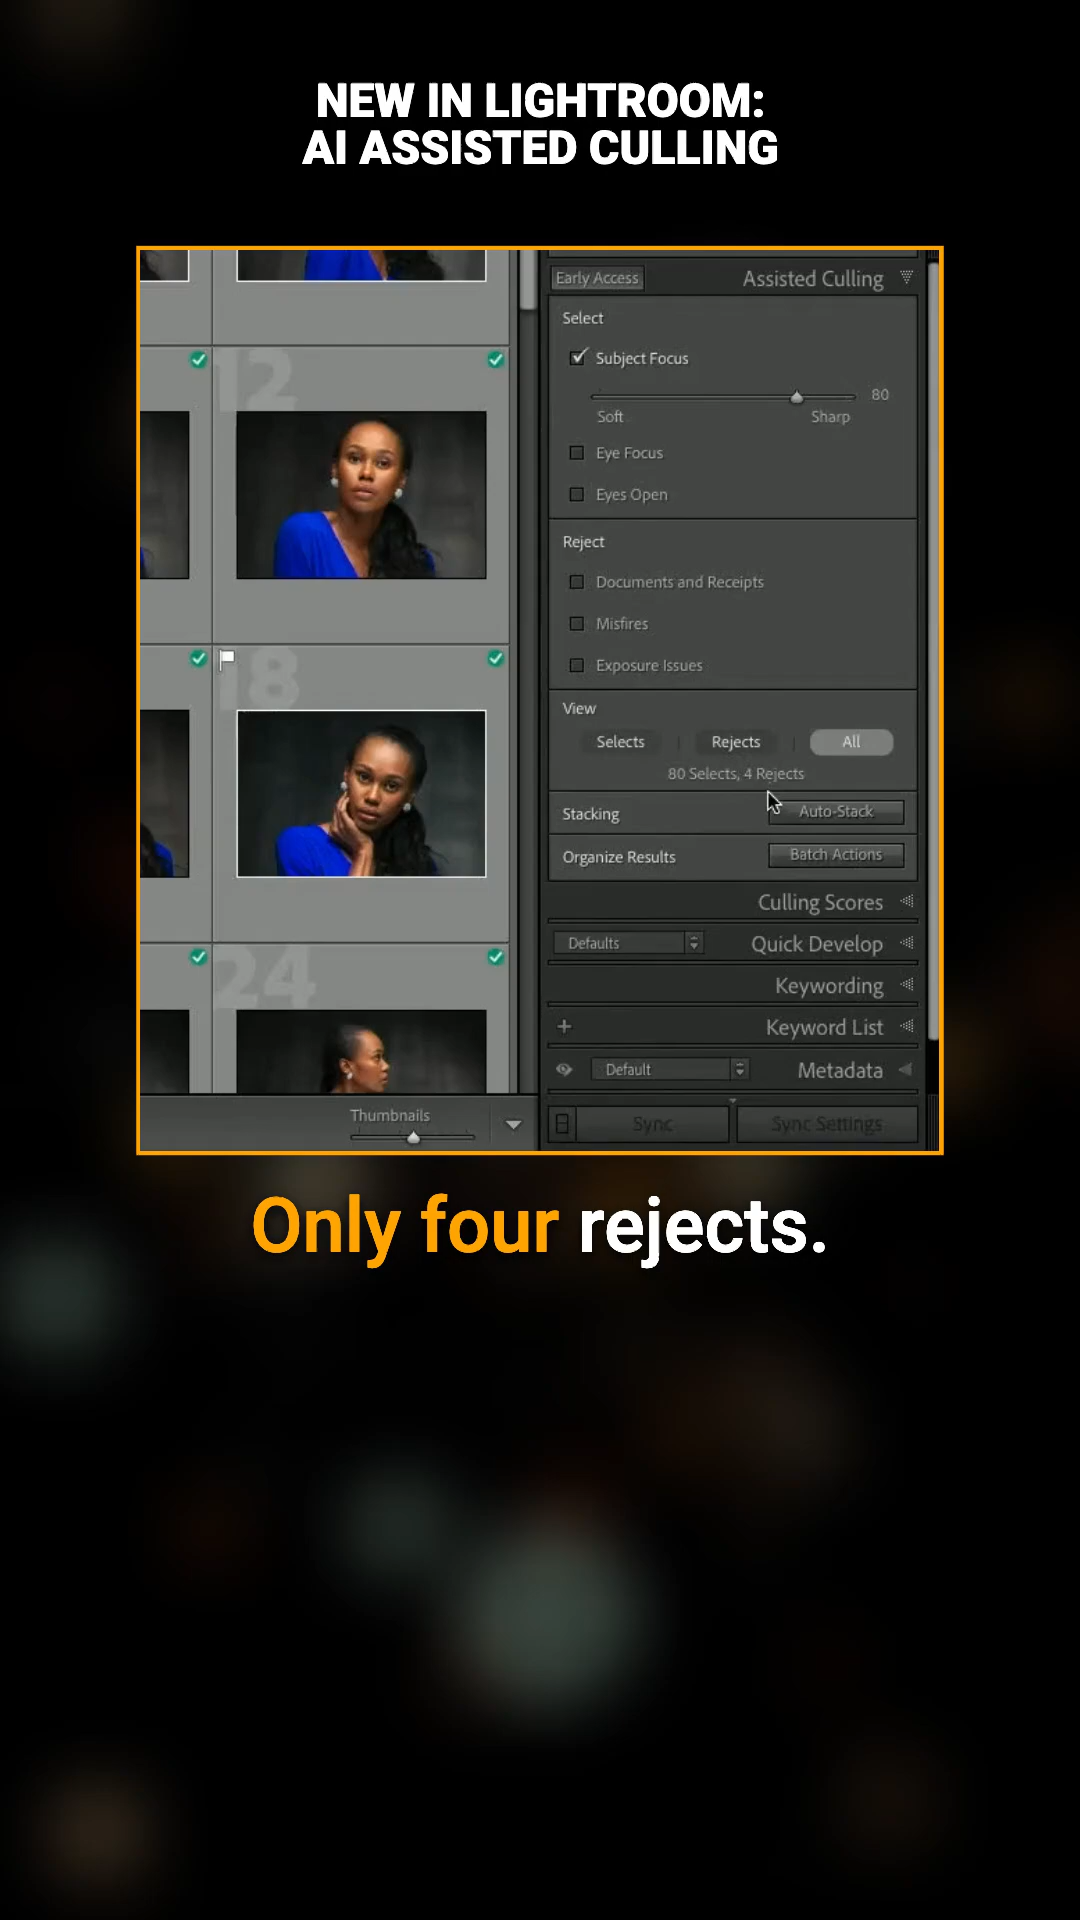 NEW IN LIGHTROOM:
AI ASSISTED CULLING
Early Access
Assisted Culling
Select
Subject Focus
80
Soft
Sharp
Eye Focus
Eyes Open
Reject
Documents and Receipts
Misfires
Exposure Issues
View
Selects
Rejects
All
80 Selects, 4 Rejects
Stacking
Auto-Stack
Organize Results
Batch Actions
Culling Scores
Defaults
Quick Develop
Keywording
Keyword List
Default
Metadata
Sync
Sync Settings
12
18
24
Thumbnails
Only four rejects.